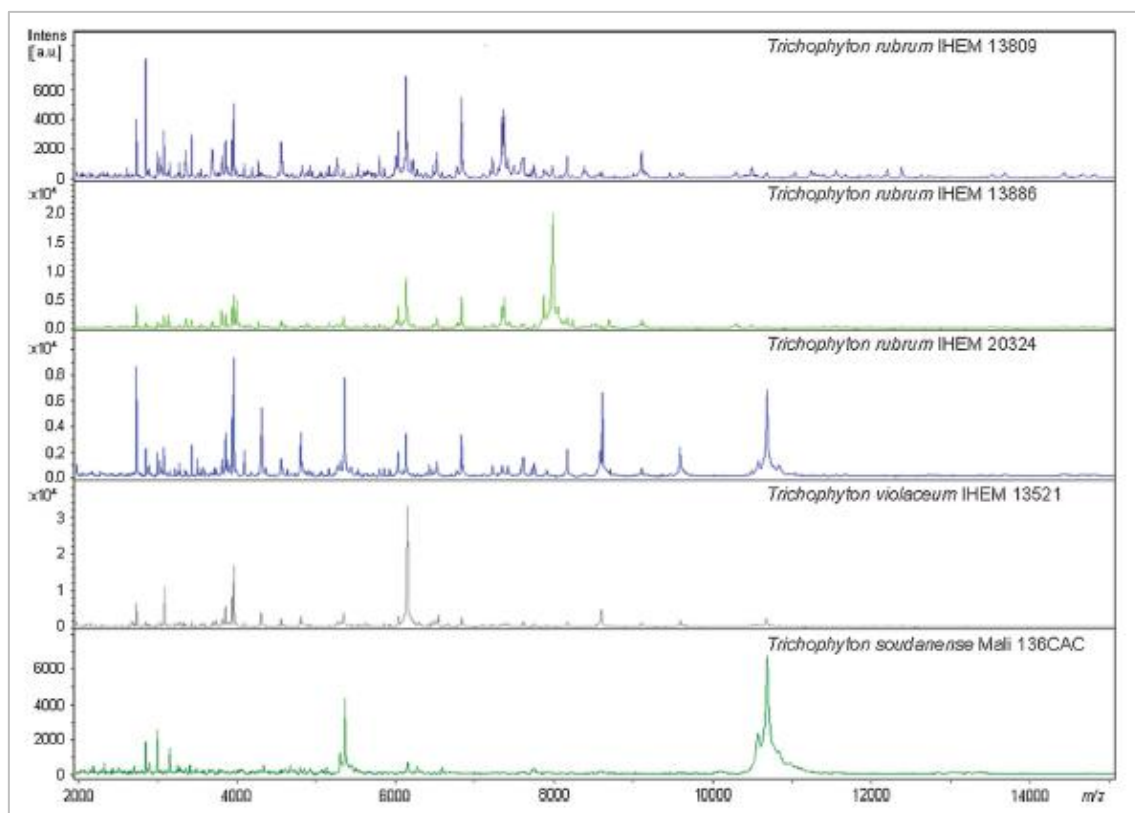 Intens
[a.u.]
Trichophyton rubrum IHEM 13809
6000
4000
2000
0
x10⁴
Trichophyton rubrum IHEM 13886
2.0
1.5
1.0
0.5
0.0
x10⁴
Trichophyton rubrum IHEM 20324
0.8
0.6
0.4
0.2
0.0
x10⁴
Trichophyton violaceum IHEM 13521
3
2
1
0
Trichophyton soudanense Mali 136CAC
6000
4000
2000
0
2000 4000 6000 8000 10000 12000 14000 m/z